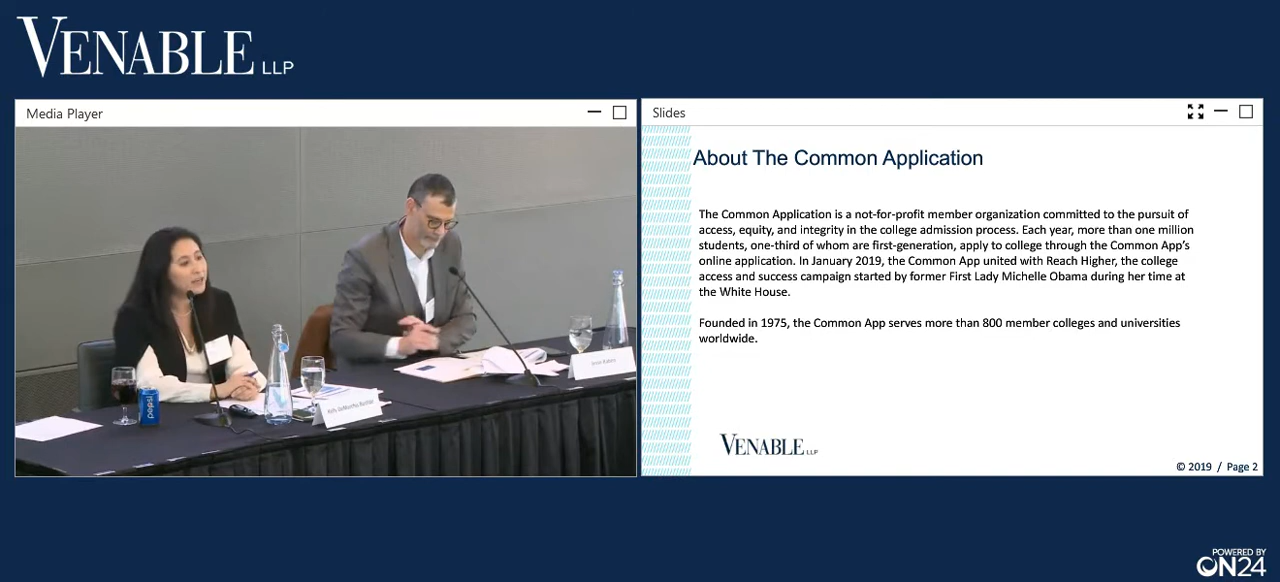 VENABLE LLP
Media Player
pepsi
Slides
About The Common Application
The Common Application is a not-for-profit member organization committed to the pursuit of
access, equity, and integrity in the college admission process. Each year, more than one million
students, one-third of whom are first-generation, apply to college through the Common App's
online application. In January 2019, the Common App united with Reach Higher, the college
access and success campaign started by former First Lady Michelle Obama during her time at
the White House.
Founded in 1975, the Common App serves more than 800 member colleges and universities
worldwide.
VENABLE LLP
© 2019 / Page 2
POWERED BY
ON24